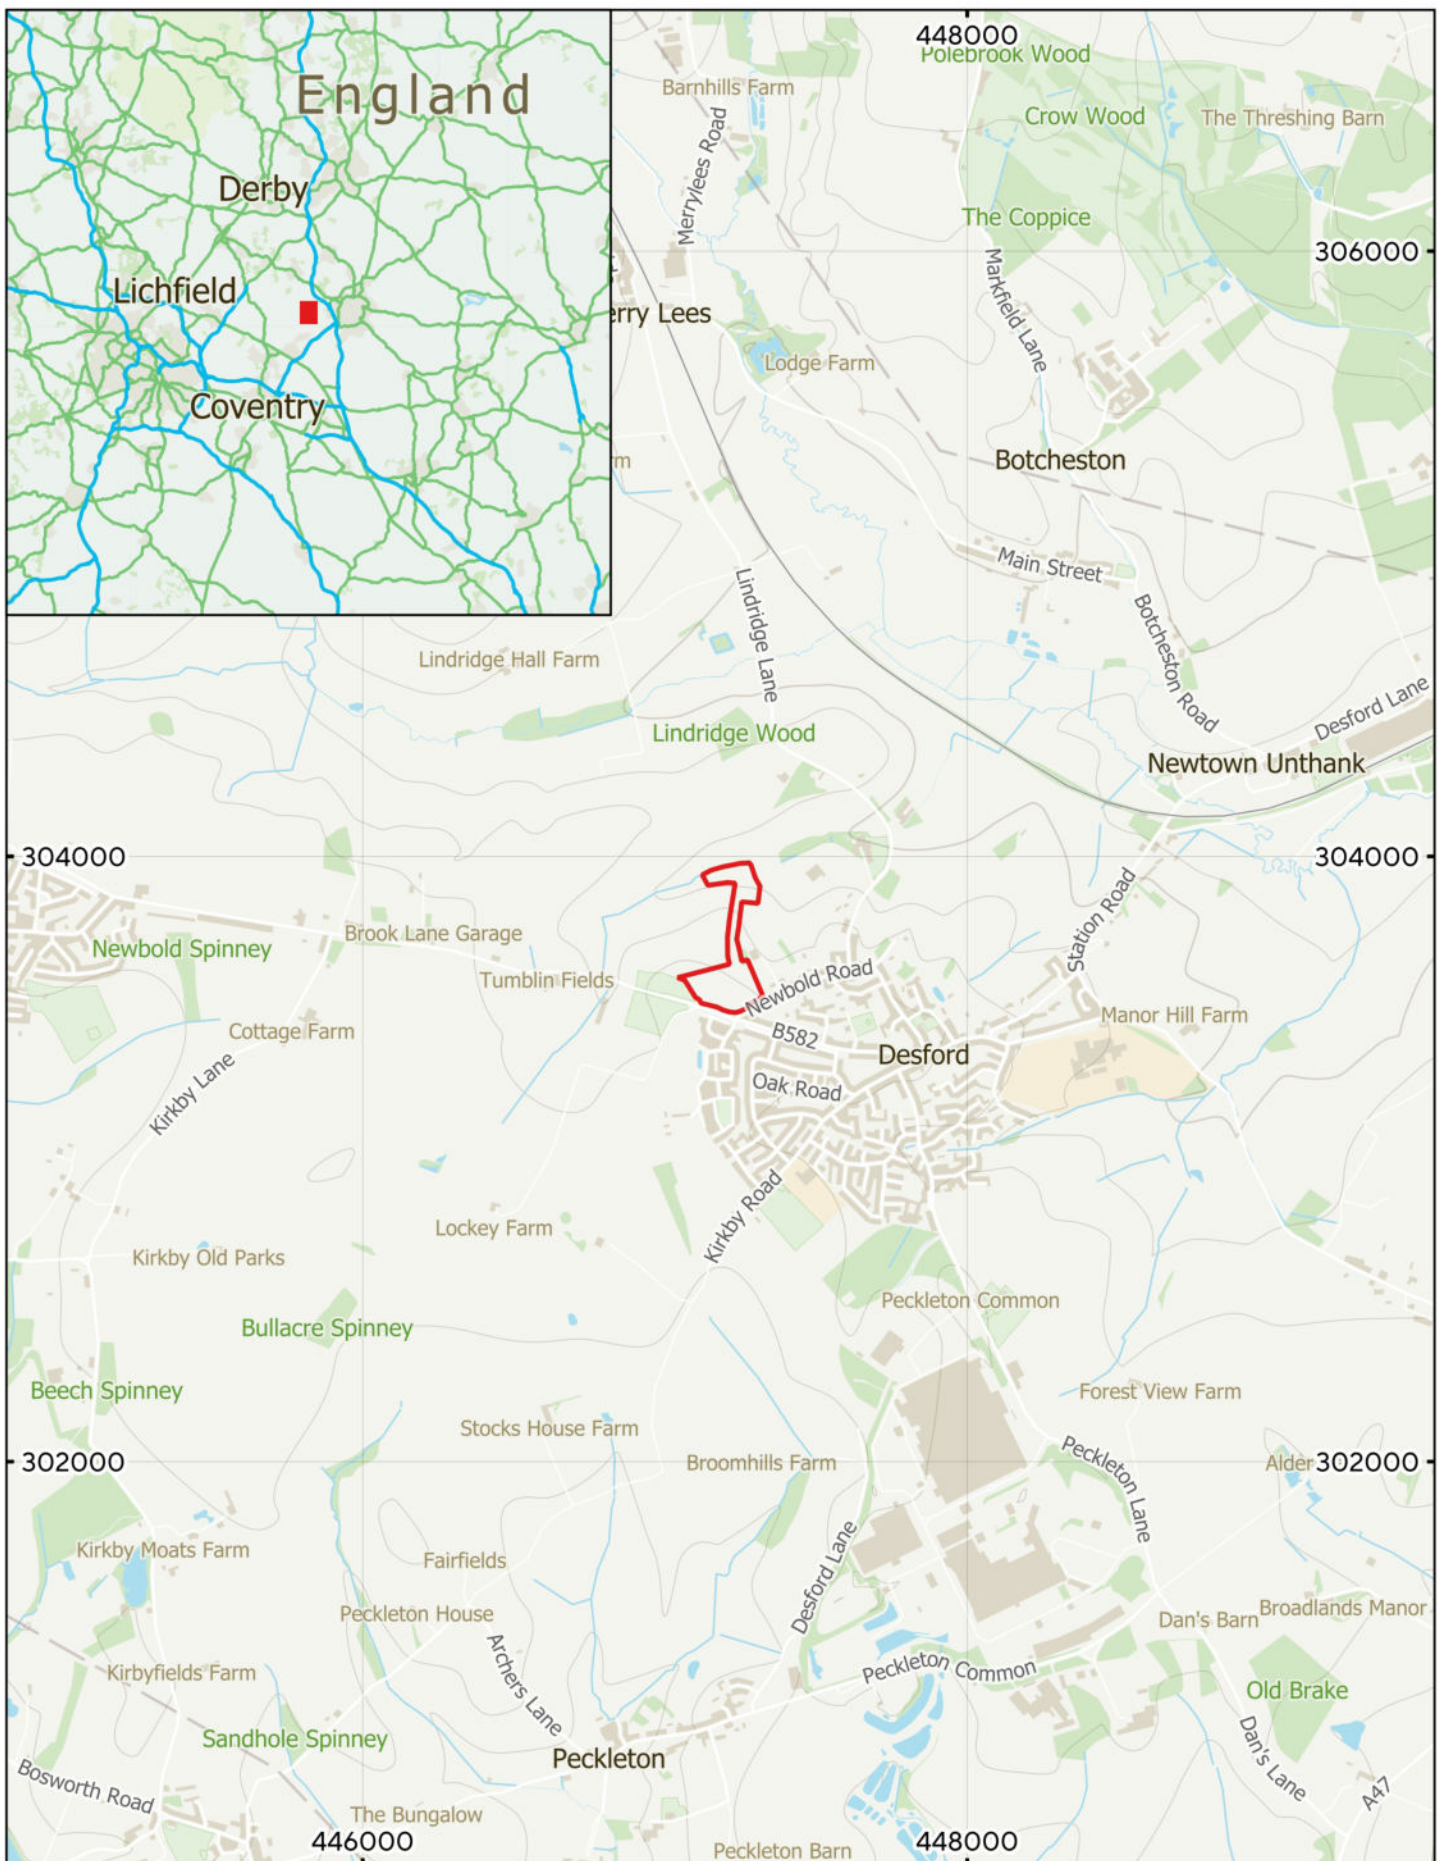 448000
Polebrook Wood
England
Barnhills Farm
Crow Wood
The Threshing Barn
Merrylees Road
Derby
The Coppice
306000
Markfield Lane
Lichfield
erry Lees
Lodge Farm
Coventry
Botcheston
Main Street
Lindridge Lane
Botcheston Road
Lindridge Hall Farm
Desford Lane
Lindridge Wood
Newtown Unthank
304000
304000
Station Road
Brook Lane Garage
Newbold Spinney
Tumblin Fields
Newbold Road
Manor Hill Farm
Cottage Farm
B582
Desford
Oak Road
Kirkby Lane
Kirkby Road
Lockey Farm
Kirkby Old Parks
Peckleton Common
Bullacre Spinney
Beech Spinney
Forest View Farm
Stocks House Farm
302000
Broomhills Farm
Peckleton Lane
Alder
302000
Kirkby Moats Farm
Fairfields
Desford Lane
Peckleton House
Dan's Barn
Broadlands Manor
Kirbyfields Farm
Archers Lane
Peckleton Common
Old Brake
Sandhole Spinney
Peckleton
Dan's Lane
Bosworth Road
A47
The Bungalow
446000
448000
Peckleton Barn